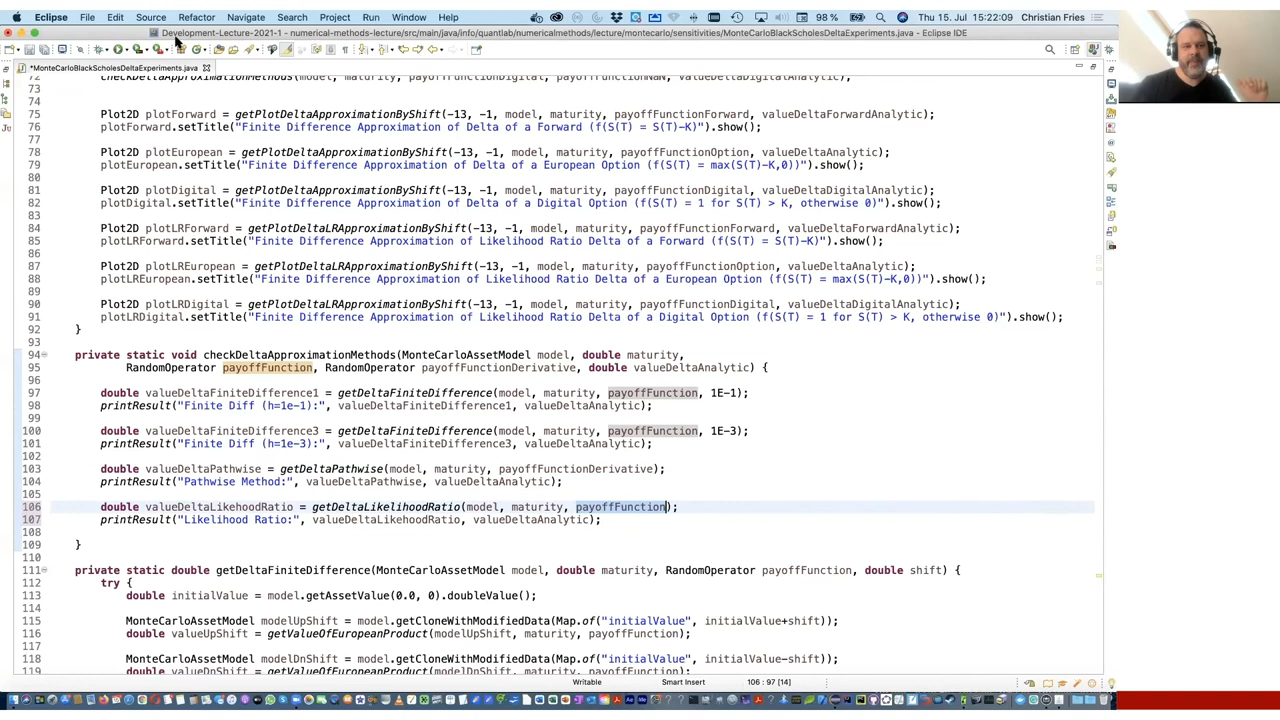 Eclipse File Edit Source Refactor Navigate Search Project Run Window Help 98 % Thu 15. Jul 15:22:09 Christian Fries
Development-Lecture-2021-1 - numerical-methods-lecture/src/main/java/info/quantlab/numericalmethods/lecture/montecarlo/sensitivities/MonteCarloBlackScholesDeltaExperiments.java - Eclipse IDE
*MonteCarloBlackScholesDeltaExperiments.java
72 checkDeltaApproximationMethods(model, maturity, payoffFunctionDigital, payoffFunctionNaN, valueDeltaDigitalAnalytic);
73
74
75 Plot2D plotForward = getPlotDeltaApproximationByShift(-13, -1, model, maturity, payoffFunctionForward, valueDeltaForwardAnalytic);
76 plotForward.setTitle("Finite Difference Approximation of Delta of a Forward (f(S(T) = S(T)-K)").show();
77
78 Plot2D plotEuropean = getPlotDeltaApproximationByShift(-13, -1, model, maturity, payoffFunctionOption, valueDeltaAnalytic);
79 plotEuropean.setTitle("Finite Difference Approximation of Delta of a European Option (f(S(T) = max(S(T)-K,0))").show();
80
81 Plot2D plotDigital = getPlotDeltaApproximationByShift(-13, -1, model, maturity, payoffFunctionDigital, valueDeltaDigitalAnalytic);
82 plotDigital.setTitle("Finite Difference Approximation of Delta of a Digital Option (f(S(T) = 1 for S(T) > K, otherwise 0)").show();
83
84 Plot2D plotLRForward = getPlotDeltaLRApproximationByShift(-13, -1, model, maturity, payoffFunctionForward, valueDeltaForwardAnalytic);
85 plotLRForward.setTitle("Finite Difference Approximation of Likelihood Ratio Delta of a Forward (f(S(T) = S(T)-K)").show();
86
87 Plot2D plotLREuropean = getPlotDeltaLRApproximationByShift(-13, -1, model, maturity, payoffFunctionOption, valueDeltaAnalytic);
88 plotLREuropean.setTitle("Finite Difference Approximation of Likelihood Ratio Delta of a European Option (f(S(T) = max(S(T)-K,0))").show();
89
90 Plot2D plotLRDigital = getPlotDeltaLRApproximationByShift(-13, -1, model, maturity, payoffFunctionDigital, valueDeltaDigitalAnalytic);
91 plotLRDigital.setTitle("Finite Difference Approximation of Likelihood Ratio Delta of a Digital Option (f(S(T) = 1 for S(T) > K, otherwise 0)").show();
92 }
93
94 private static void checkDeltaApproximationMethods(MonteCarloAssetModel model, double maturity,
95 RandomOperator payoffFunction, RandomOperator payoffFunctionDerivative, double valueDeltaAnalytic) {
96
97 double valueDeltaFiniteDifference1 = getDeltaFiniteDifference(model, maturity, payoffFunction, 1E-1);
98 printResult("Finite Diff (h=1e-1):", valueDeltaFiniteDifference1, valueDeltaAnalytic);
99
100 double valueDeltaFiniteDifference3 = getDeltaFiniteDifference(model, maturity, payoffFunction, 1E-3);
101 printResult("Finite Diff (h=1e-3):", valueDeltaFiniteDifference3, valueDeltaAnalytic);
102
103 double valueDeltaPathwise = getDeltaPathwise(model, maturity, payoffFunctionDerivative);
104 printResult("Pathwise Method:", valueDeltaPathwise, valueDeltaAnalytic);
105
106 double valueDeltaLikehoodRatio = getDeltaLikelihoodRatio(model, maturity, payoffFunction);
107 printResult("Likelihood Ratio:", valueDeltaLikehoodRatio, valueDeltaAnalytic);
108
109 }
110
111 private static double getDeltaFiniteDifference(MonteCarloAssetModel model, double maturity, RandomOperator payoffFunction, double shift) {
112 try {
113 double initialValue = model.getAssetValue(0.0, 0).doubleValue();
114
115 MonteCarloAssetModel modelUpShift = model.getCloneWithModifiedData(Map.of("initialValue", initialValue+shift));
116 double valueUpShift = getValueOfEuropeanProduct(modelUpShift, maturity, payoffFunction);
117
118 MonteCarloAssetModel modelDnShift = model.getCloneWithModifiedData(Map.of("initialValue", initialValue-shift));
119 double valueDnShift = getValueOfEuropeanProduct(modelDnShift, maturity, payoffFunction);
Writable Smart Insert 106 : 97 [14]